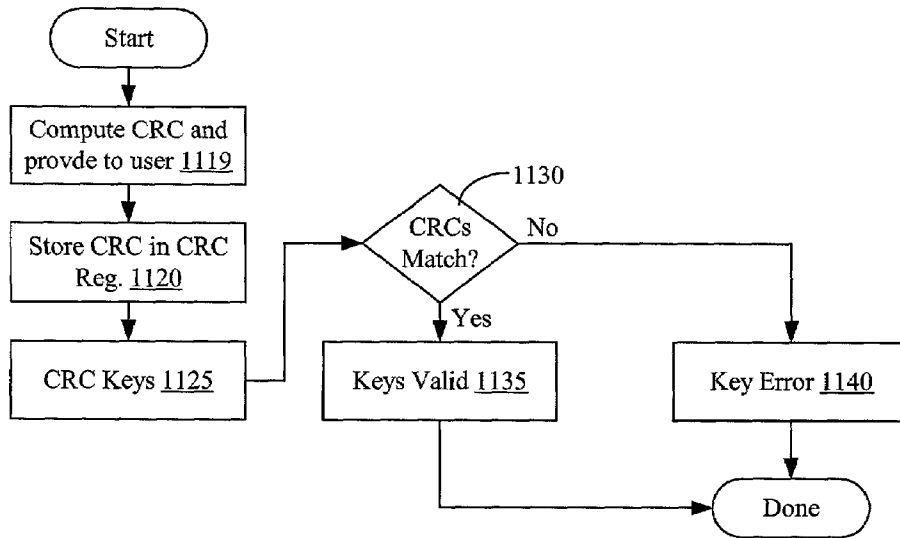 Start
Compute CRC and
provde to user 1119
Store CRC in CRC
Reg. 1120
CRC Keys 1125
1130
CRCs
Match?
No
Yes
Keys Valid 1135
Key Error 1140
Done